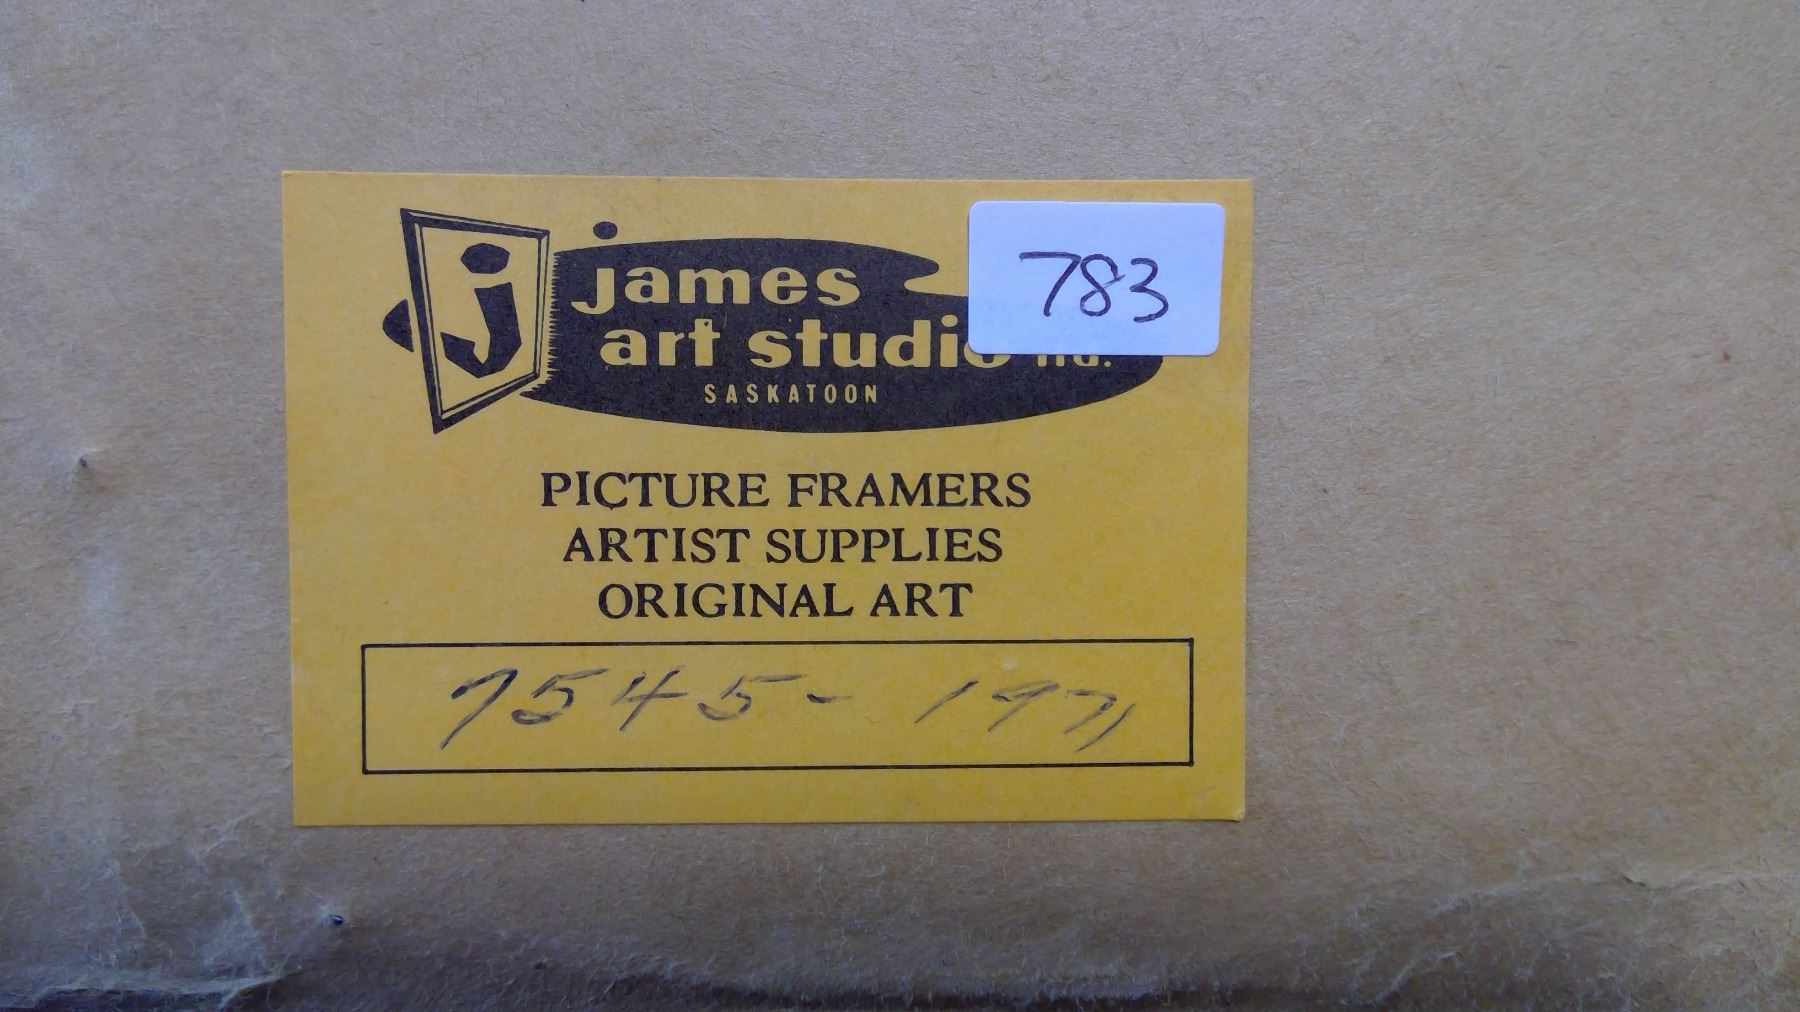 j
james
783
art studio ltd.
SASKATOON
PICTURE FRAMERS
ARTIST SUPPLIES
ORIGINAL ART
7545 - 1971